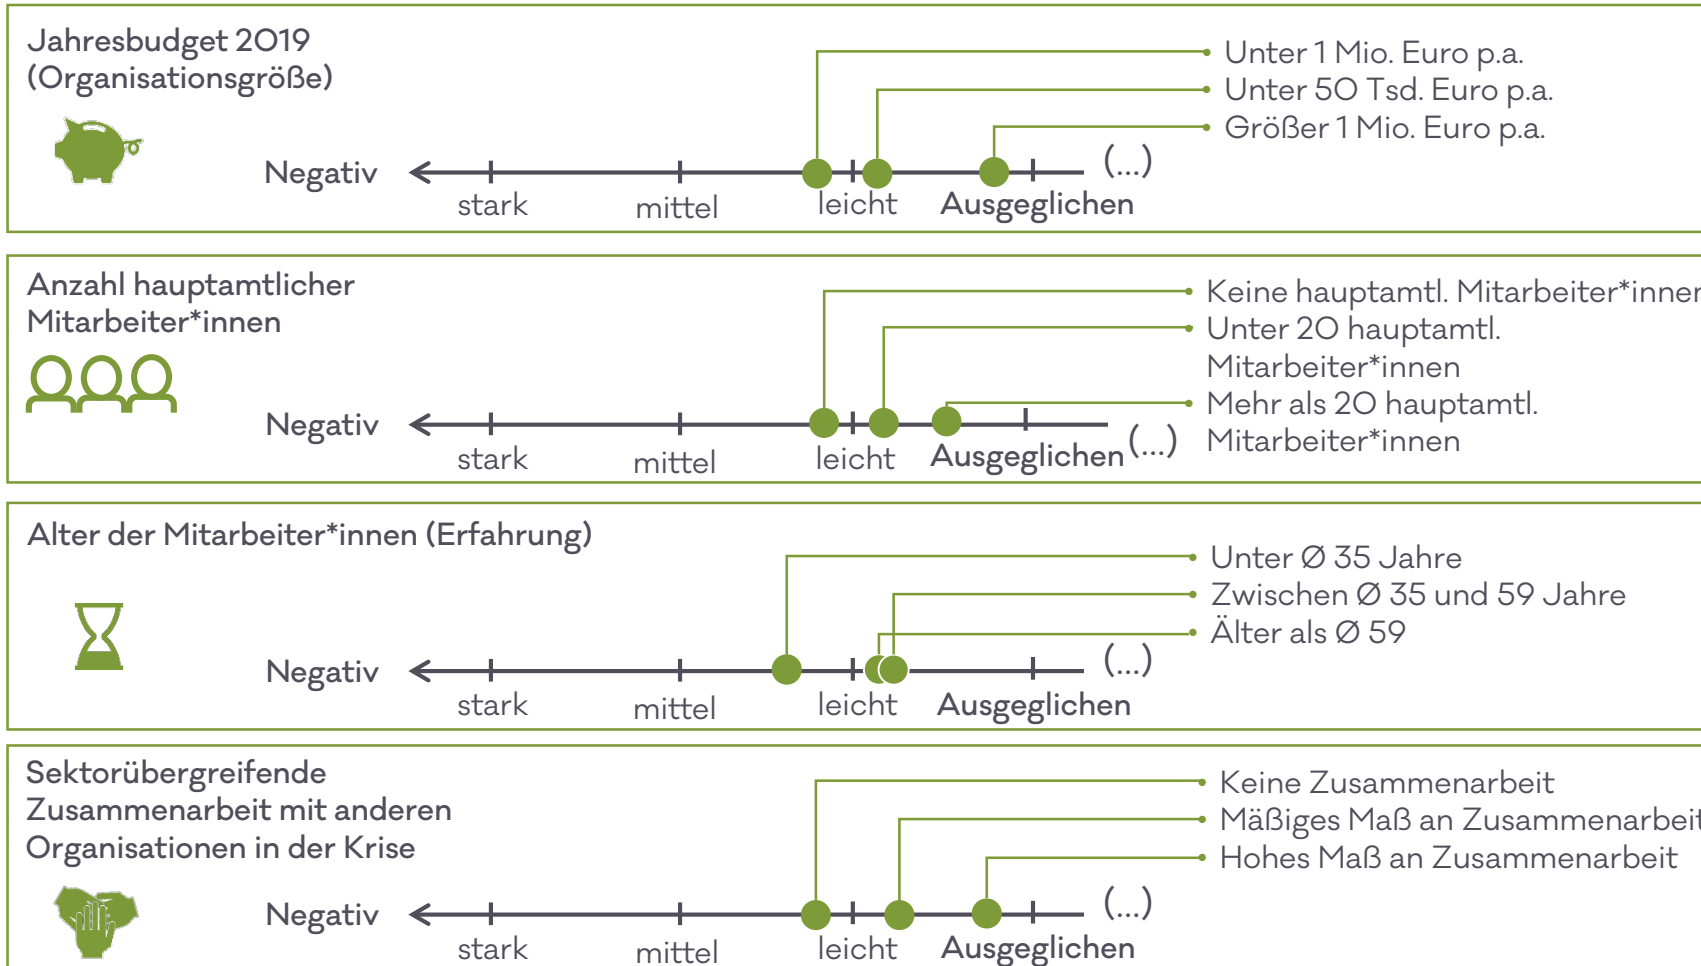 Jahresbudget 2019
(Organisationsgröße)
Unter 1 Mio. Euro p.a.
Unter 50 Tsd. Euro p.a.
Größer 1 Mio. Euro p.a.
Negativ
(...)
stark
mittel
leicht
Ausgeglichen
Anzahl hauptamtlicher
Mitarbeiter*innen
Keine hauptamtl. Mitarbeiter*innen
Unter 20 hauptamtl.
Mitarbeiter*innen
Mehr als 20 hauptamtl.
Mitarbeiter*innen
Negativ
(...)
stark
mittel
leicht
Ausgeglichen
Alter der Mitarbeiter*innen (Erfahrung)
Unter Ø 35 Jahre
Zwischen Ø 35 und 59 Jahre
Älter als Ø 59
Negativ
(...)
stark
mittel
leicht
Ausgeglichen
Sektorübergreifende
Zusammenarbeit mit anderen
Organisationen in der Krise
Keine Zusammenarbeit
Mäßiges Maß an Zusammenarbeit
Hohes Maß an Zusammenarbeit
Negativ
(...)
stark
mittel
leicht
Ausgeglichen